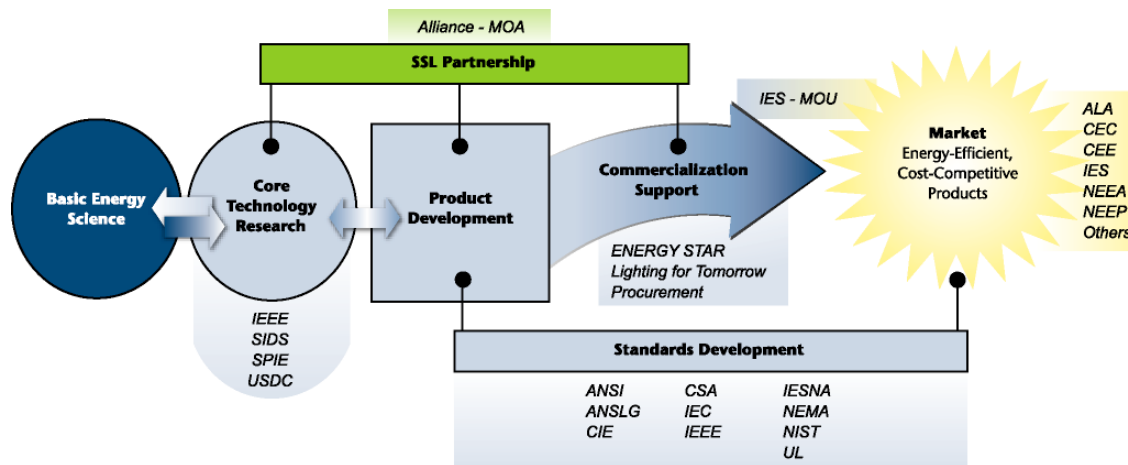 Alliance - MOA
SSL Partnership
IES - MOU
Basic Energy
Science
Core
Technology
Research
Product
Development
Commercialization
Support
Market
Energy-Efficient,
Cost-Competitive
Products
ALA
CEC
CEE
IES
NEEA
NEEP
Others
ENERGY STAR
Lighting for Tomorrow
Procurement
IEEE
SIDS
SPIE
USDC
Standards Development
ANSI
ANSLG
CIE
CSA
IEC
IEEE
IESNA
NEMA
NIST
UL